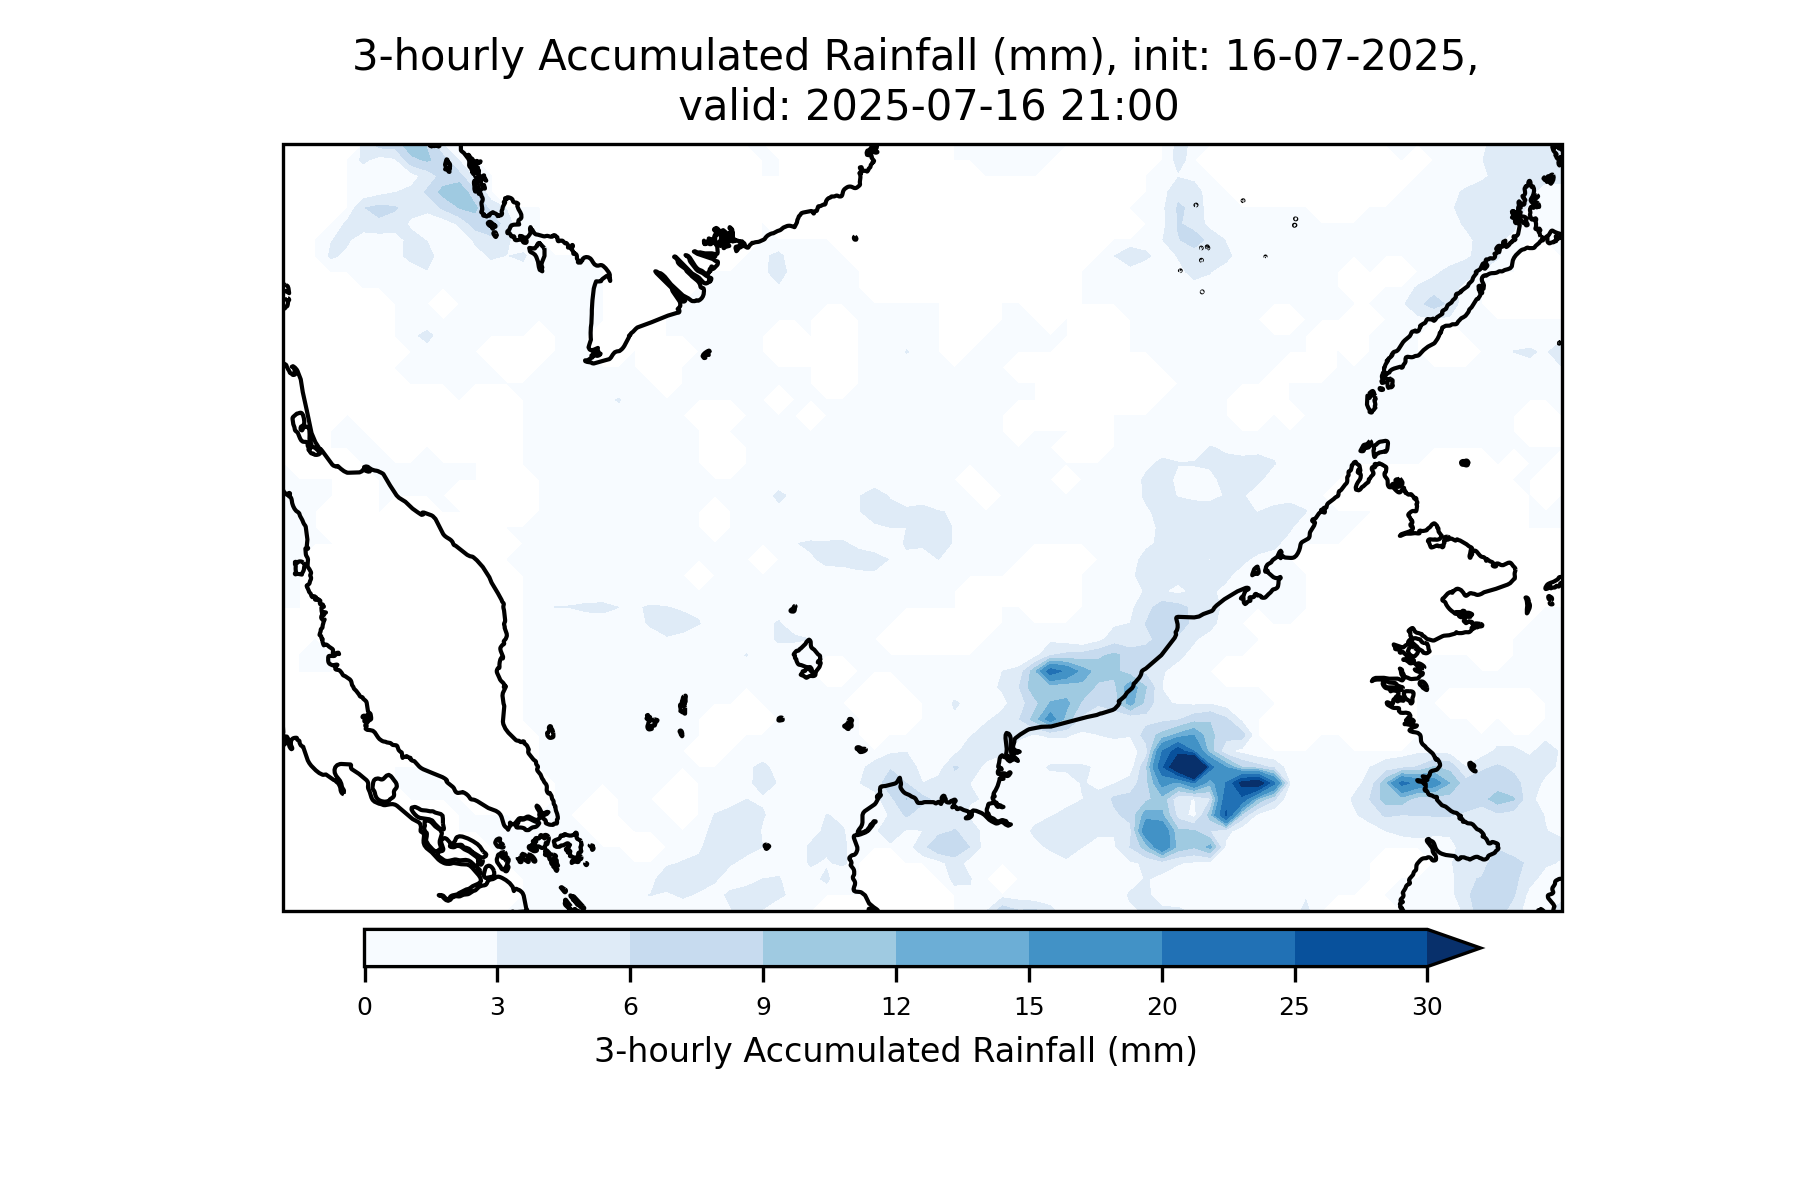 3-hourly Accumulated Rainfall (mm), init: 16-07-2025,
valid: 2025-07-16 21:00
0 3 6 9 12 15 20 25 30
3-hourly Accumulated Rainfall (mm)